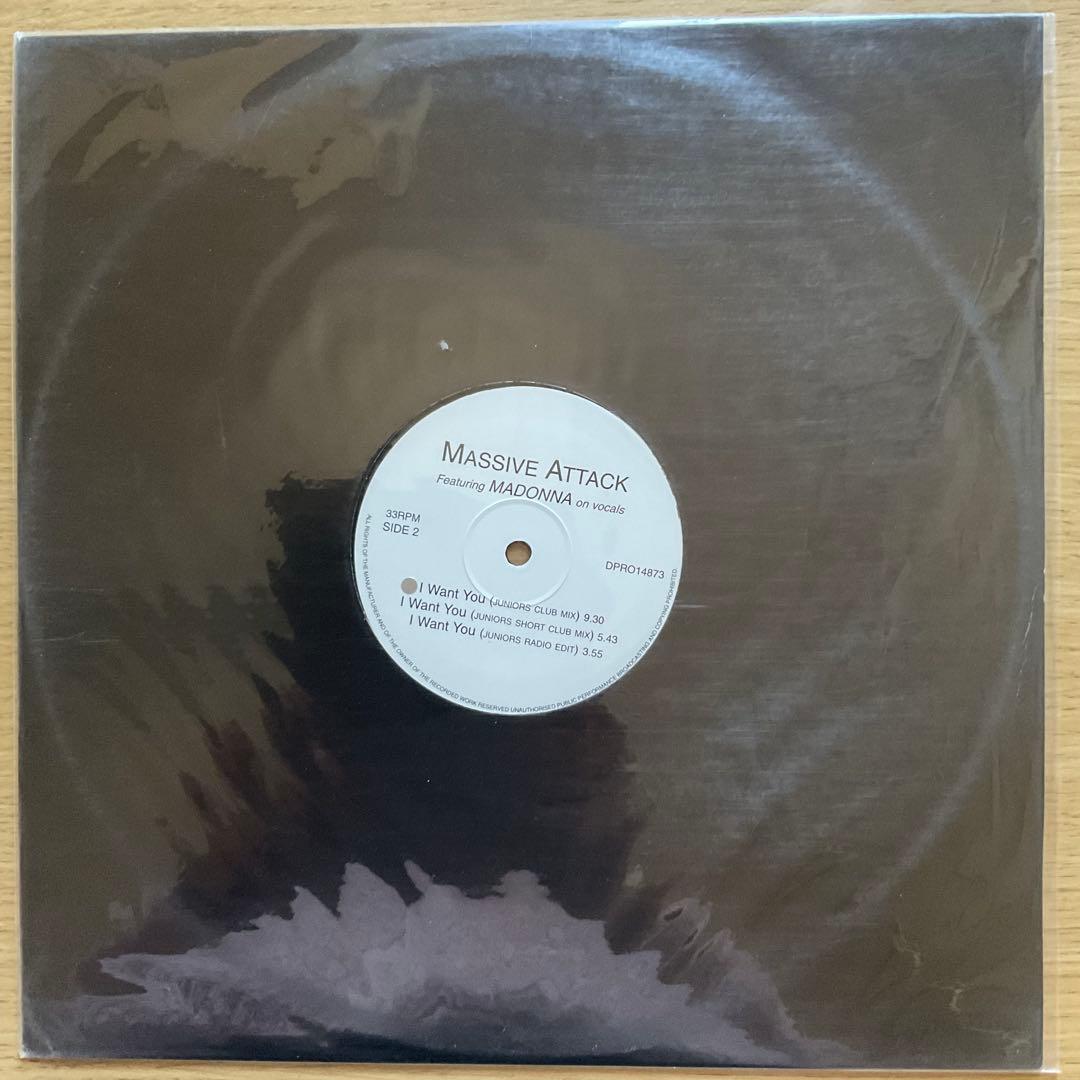 MASSIVE ATTACK
Featuring MADONNA on vocals
33RPM
SIDE 2
DPRO14873
I Want You (JUNIORS CLUB MIX) 9.30
I Want You (JUNIORS SHORT CLUB MIX) 5.43
I Want You (JUNIORS RADIO EDIT) 3.55
ALL RIGHTS OF THE MANUFACTURER AND OF THE OWNER OF THE RECORDED WORK RESERVED UNAUTHORISED PUBLIC PERFORMANCE BROADCASTING AND COPYING PROHIBITED.